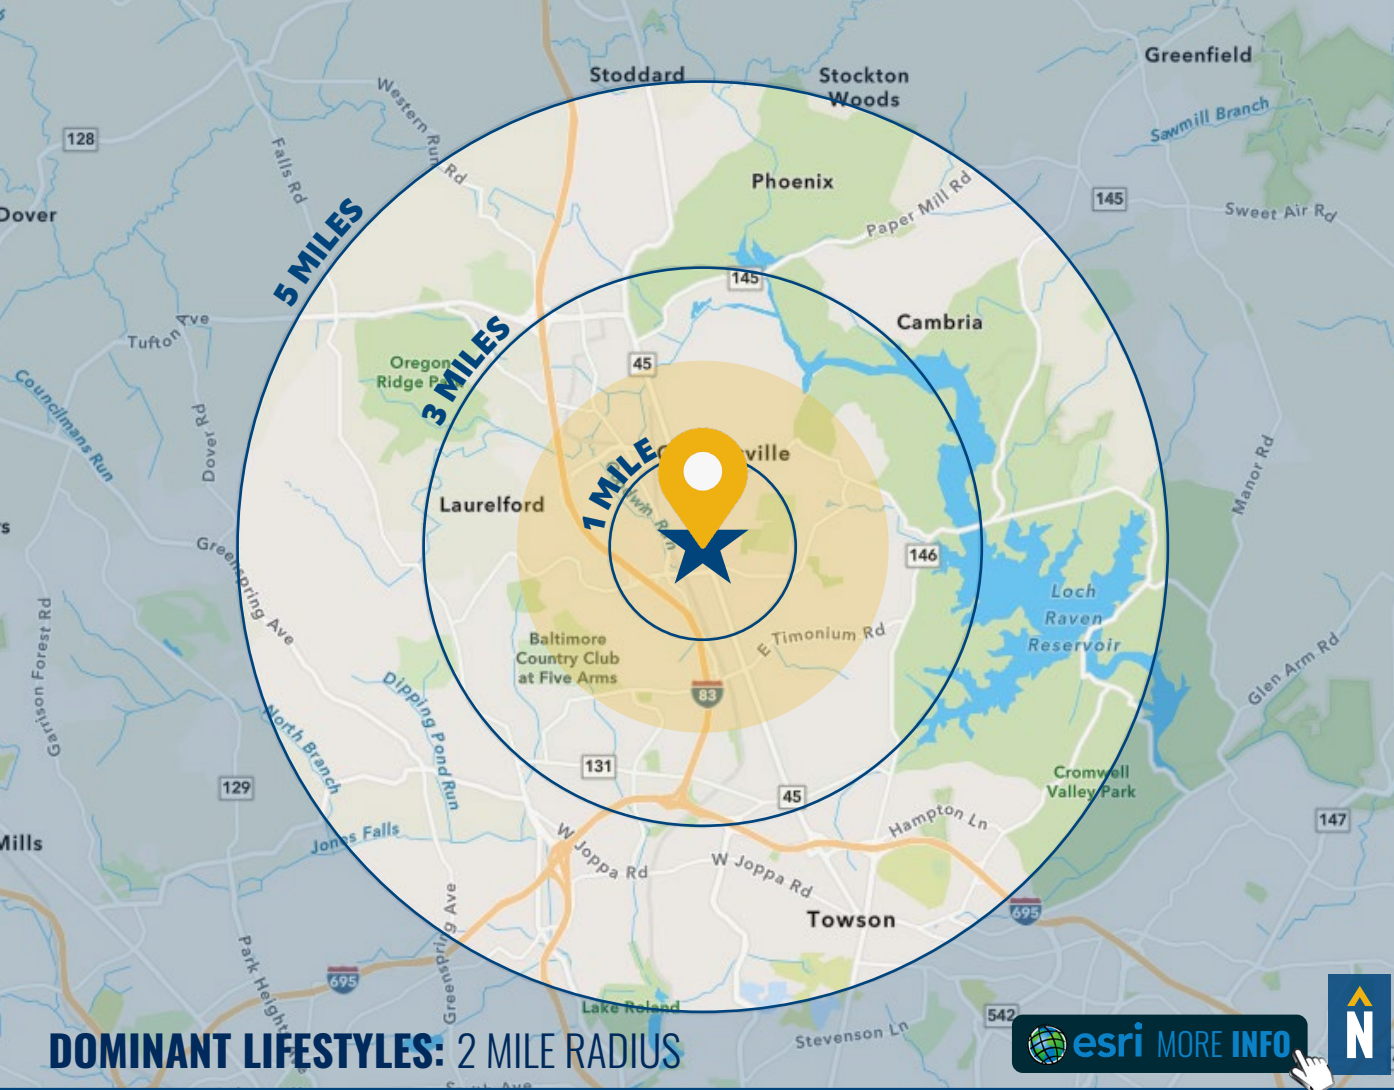 Greenfield
Stoddard
Stockton
Woods
Western Run Rd
Sawmill Branch
128
Falls Rd
Phoenix
145
Paper Mill Rd
Sweet Air Rd
Dover
5 MILES
145
Tufton Ave
Cambria
3 MILES
45
Oregon
Ridge
Councilmans Run
Dover Rd
1 MILE
ville
Manor Rd
Laurelford
146
Greenspring Ave
Loch
Raven
Reservoir
Garrison Forest Rd
E Timonium Rd
Baltimore
Country Club
at Five Arms
Glen Arm Rd
Dipping Pond Run
83
North Branch
131
Cromwell
Valley Park
129
45
147
Mills
Jones Falls
Hampton Ln
W Joppa Rd
W Joppa Rd
Towson
695
Greenspring Ave
Park Heights
695
Lake Roland
542
Stevenson Ln
DOMINANT LIFESTYLES: 2 MILE RADIUS
esri MORE INFO
N